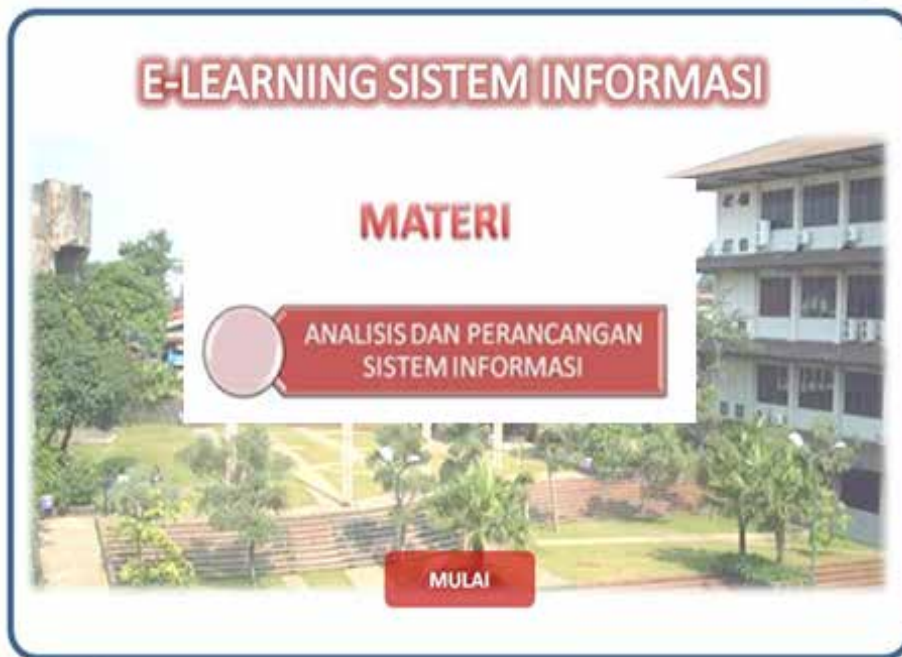 E-LEARNING SISTEM INFORMASI
MATERI
ANALISIS DAN PERANCANGAN
SISTEM INFORMASI
MULAI